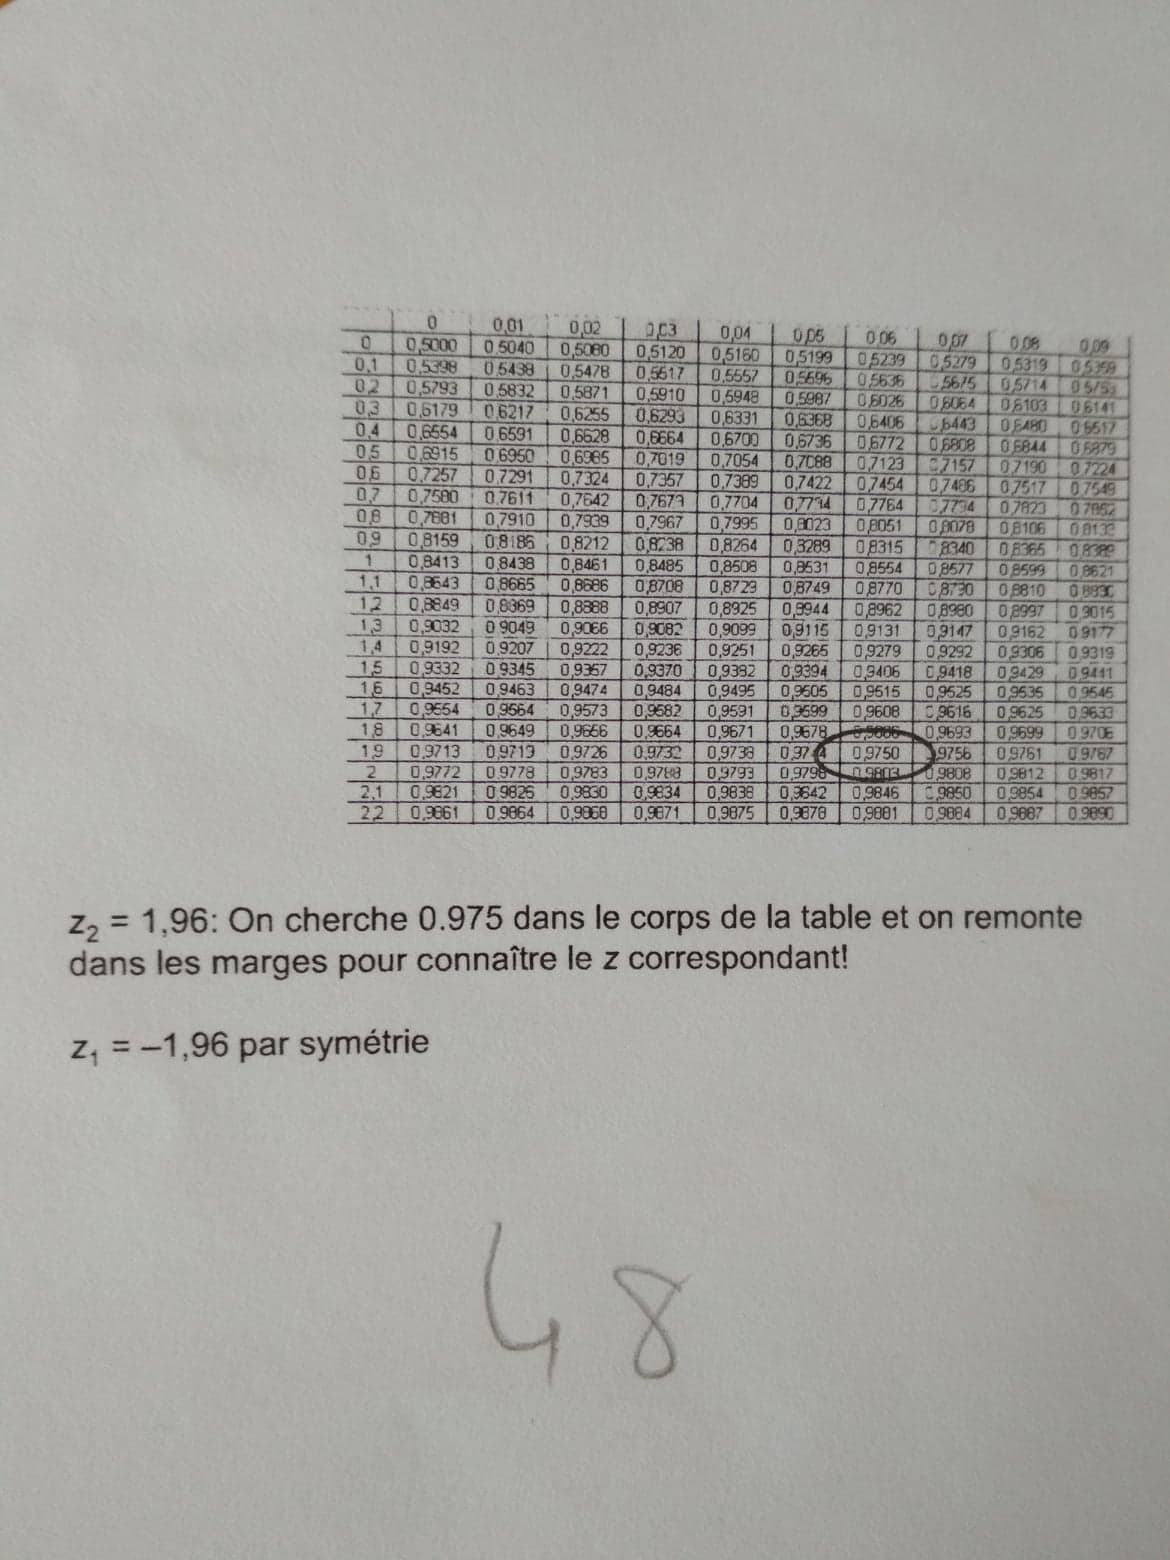 0 0,01 0,02 0,03 0,04 0,05 0,06 0,07 0,08 0,09
0 0,5000 0,5040 0,5080 0,5120 0,5160 0,5199 0,5239 0,5279 0,5319 0,5359
0,1 0,5398 0,5438 0,5478 0,5517 0,5557 0,5596 0,5636 0,5675 0,5714 0,5753
0,2 0,5793 0,5832 0,5871 0,5910 0,5948 0,5987 0,6026 0,6064 0,6103 0,6141
0,3 0,6179 0,6217 0,6255 0,6293 0,6331 0,6368 0,6406 0,6443 0,6480 0,6517
0,4 0,6554 0,6591 0,6628 0,6664 0,6700 0,6736 0,6772 0,6808 0,6844 0,6879
0,5 0,6915 0,6950 0,6985 0,7019 0,7054 0,7088 0,7123 0,7157 0,7190 0,7224
0,6 0,7257 0,7291 0,7324 0,7357 0,7389 0,7422 0,7454 0,7486 0,7517 0,7549
0,7 0,7580 0,7611 0,7642 0,7673 0,7704 0,7734 0,7764 0,7794 0,7823 0,7852
0,8 0,7881 0,7910 0,7939 0,7967 0,7995 0,8023 0,8051 0,8078 0,8106 0,8133
0,9 0,8159 0,8186 0,8212 0,8238 0,8264 0,8289 0,8315 0,8340 0,8365 0,8389
1 0,8413 0,8438 0,8461 0,8485 0,8508 0,8531 0,8554 0,8577 0,8599 0,8621
1,1 0,8643 0,8665 0,8686 0,8708 0,8729 0,8749 0,8770 0,8790 0,8810 0,8830
1,2 0,8849 0,8869 0,8888 0,8907 0,8925 0,8944 0,8962 0,8980 0,8997 0,9015
1,3 0,9032 0,9049 0,9066 0,9082 0,9099 0,9115 0,9131 0,9147 0,9162 0,9177
1,4 0,9192 0,9207 0,9222 0,9236 0,9251 0,9265 0,9279 0,9292 0,9306 0,9319
1,5 0,9332 0,9345 0,9357 0,9370 0,9382 0,9394 0,9406 0,9418 0,9429 0,9441
1,6 0,9452 0,9463 0,9474 0,9484 0,9495 0,9505 0,9515 0,9525 0,9535 0,9545
1,7 0,9554 0,9564 0,9573 0,9582 0,9591 0,9599 0,9608 0,9616 0,9625 0,9633
1,8 0,9641 0,9649 0,9656 0,9664 0,9671 0,9678 0,9693 0,9699 0,9706
1,9 0,9713 0,9719 0,9726 0,9732 0,9738 0,9744 0,9750 0,9756 0,9761 0,9767
2 0,9772 0,9778 0,9783 0,9788 0,9793 0,9798 0,9803 0,9808 0,9812 0,9817
2,1 0,9821 0,9826 0,9830 0,9834 0,9838 0,9842 0,9846 0,9850 0,9854 0,9857
2,2 0,9861 0,9864 0,9868 0,9871 0,9875 0,9878 0,9881 0,9884 0,9887 0,9890
z₂ = 1,96: On cherche 0.975 dans le corps de la table et on remonte
dans les marges pour connaître le z correspondant!
z₁ = –1,96 par symétrie
48